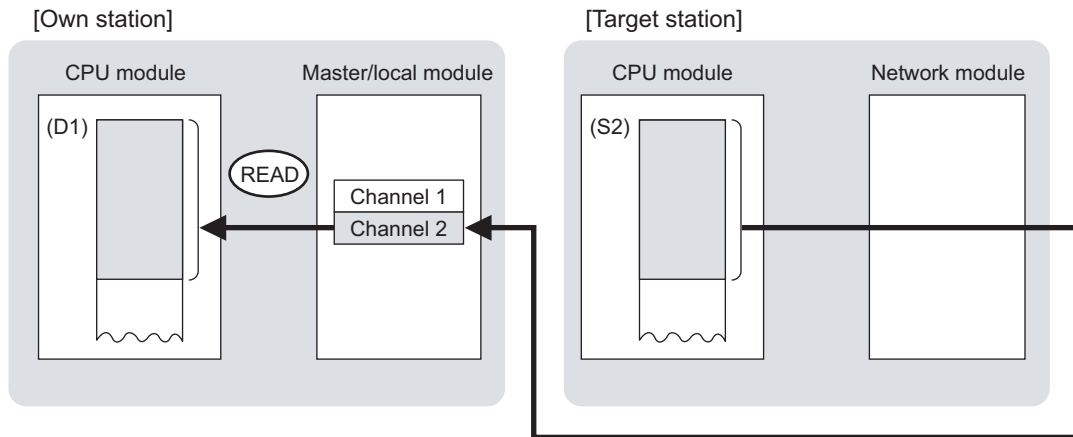 [Own station]
[Target station]
CPU module
Master/local module
CPU module
Network module
(D1)
(S2)
READ
Channel 1
Channel 2